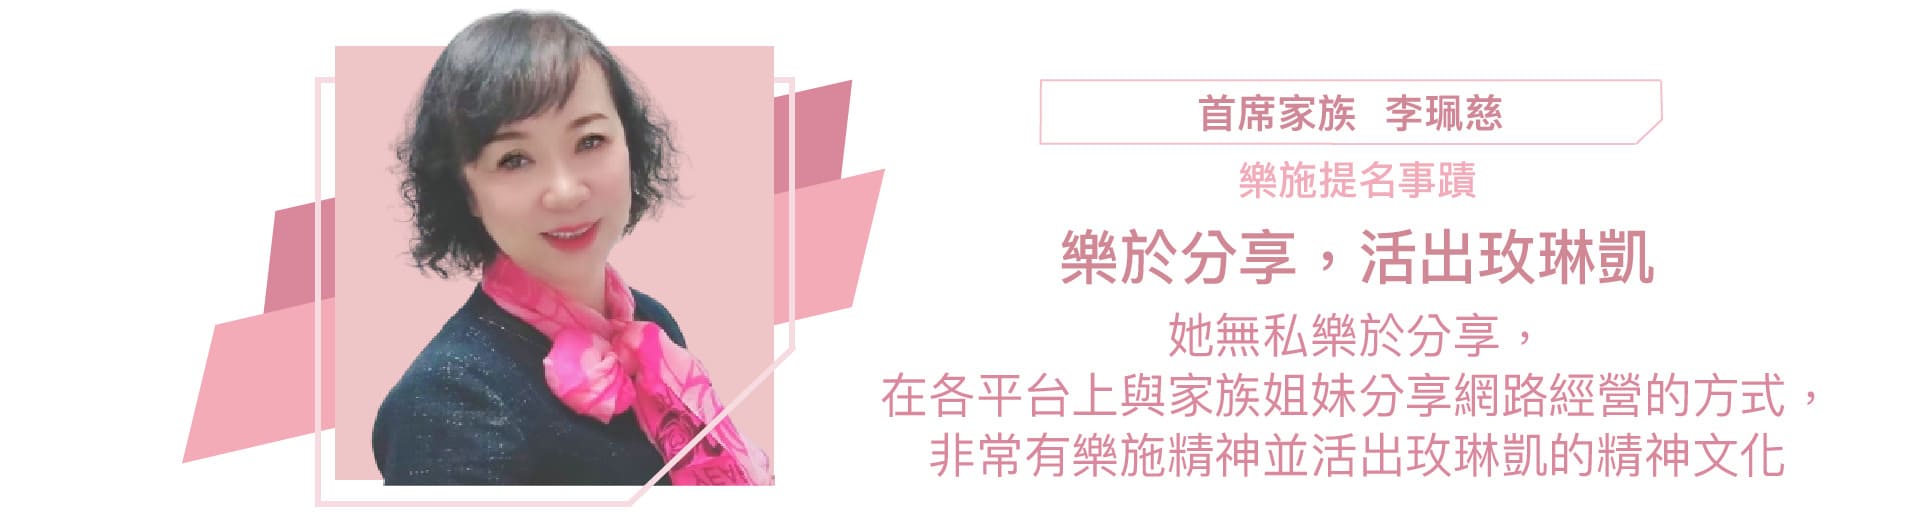 首席家族 李珮慈
樂施提名事蹟
樂於分享，活出玫琳凱
她無私樂於分享，
在各平台上與家族姐妹分享網路經營的方式，
非常有樂施精神並活出玫琳凱的精神文化